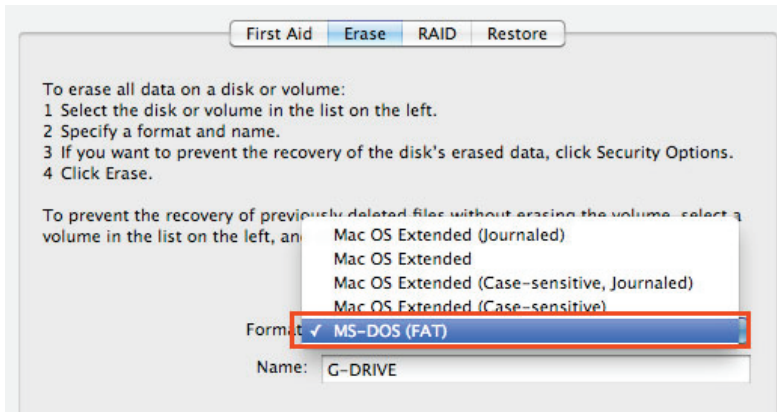 First Aid Erase RAID Restore
To erase all data on a disk or volume:
1 Select the disk or volume in the list on the left.
2 Specify a format and name.
3 If you want to prevent the recovery of the disk's erased data, click Security Options.
4 Click Erase.
To prevent the recovery of previously deleted files without erasing the volume, select a
volume in the list on the left, an
Mac OS Extended (Journaled)
Mac OS Extended
Mac OS Extended (Case-sensitive, Journaled)
Mac OS Extended (Case-sensitive)
Format ✓ MS-DOS (FAT)
Name: G-DRIVE